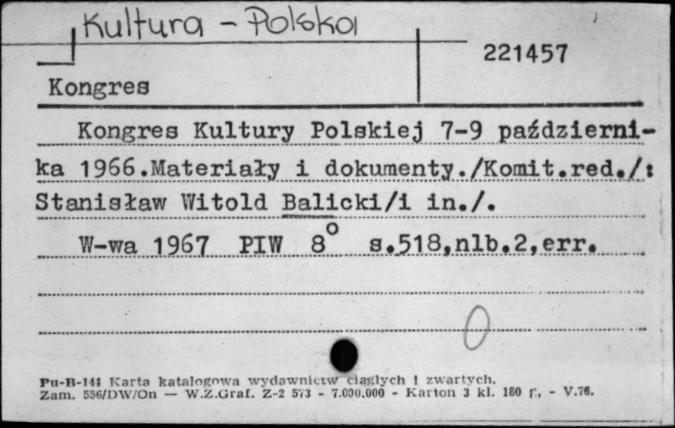 Kultura - Polska
221457
Kongres
Kongres Kultury Polskiej 7-9 październi-
ka 1966.Materiały i dokumenty./Komit.red./:
Stanisław Witold Balicki/i in./.
W-wa 1967 PIW 8° s.518,nlb.2,err.
0
Pu-B-141 Karta katalogowa wydawnictw ciągłych i zwartych.
Zam. 556/DW/On — W.Z.Graf. Z-2 573 - 7.000.000 - Karton 3 kl. 180 g. - V.76.